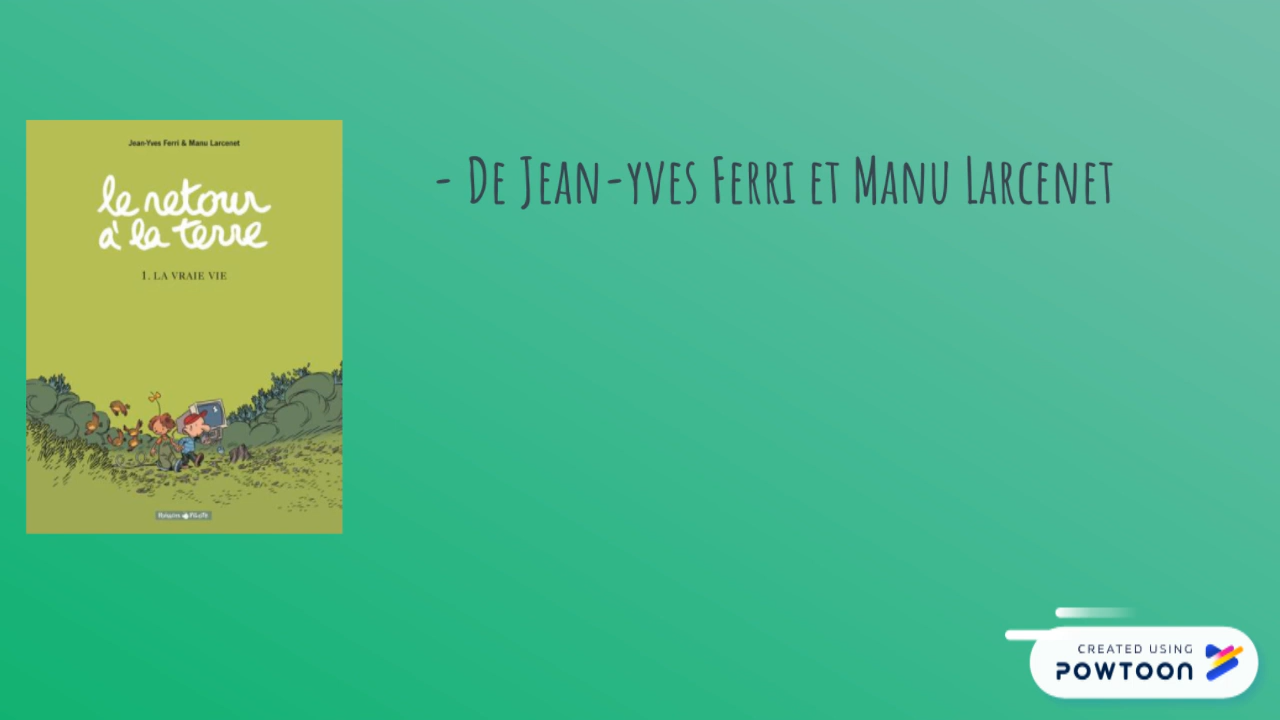 Jean-Yves Ferri & Manu Larcenet
le retour
à la terre
1. LA VRAIE VIE
- De Jean-yves Ferri et Manu Larcenet
CREATED USING
POWTOON